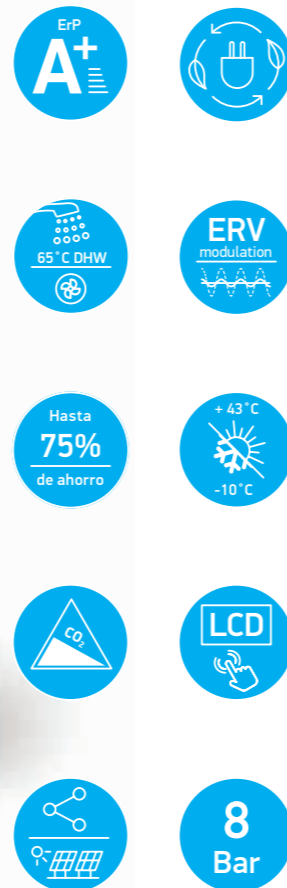 ErP
A+
65°C DHW
ERV
modulation
Hasta
75%
de ahorro
+ 43°C
-10°C
CO₂
LCD
8
Bar